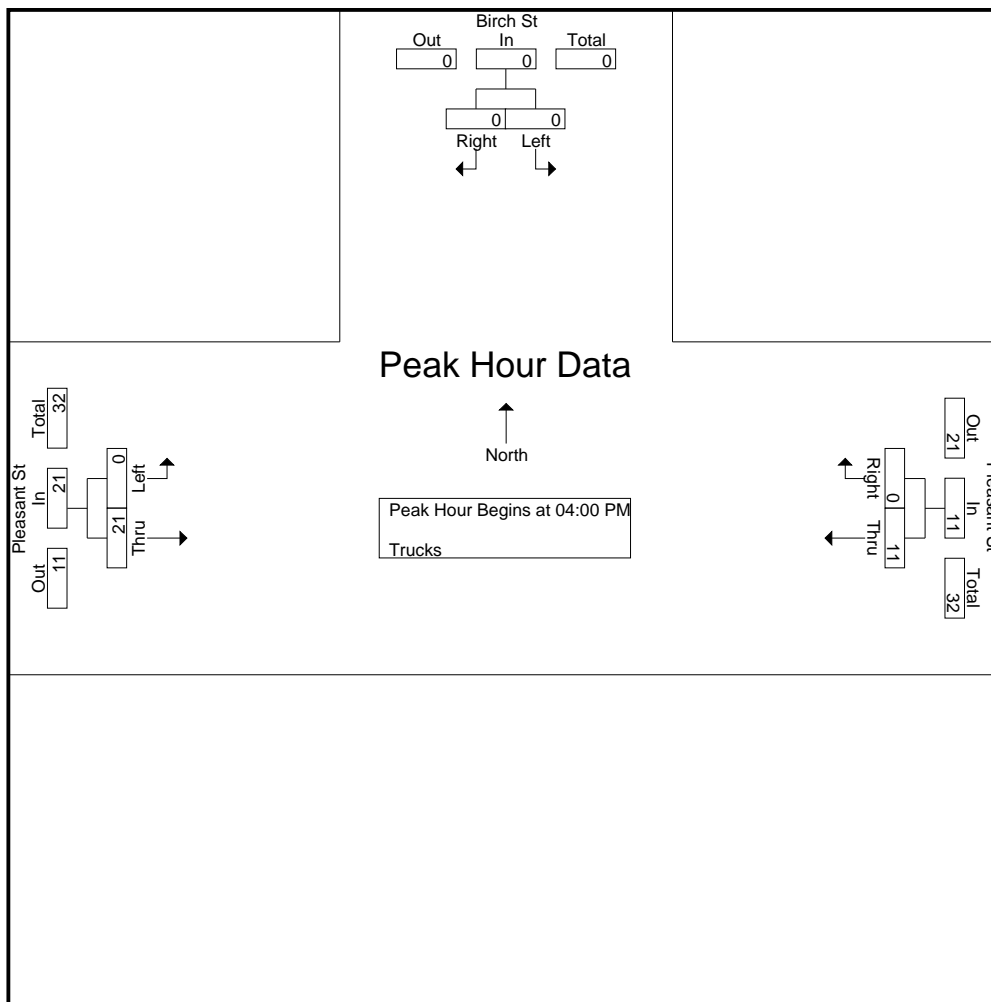 Birch St
Out In Total
0 0 0
0 0
Right Left
Peak Hour Data
North
Peak Hour Begins at 04:00 PM
Trucks
Pleasant St
Out In Total
11 21 32
21 0
Thru Left
Pleasant St
Out In Total
21 11 32
0 11
Right Thru